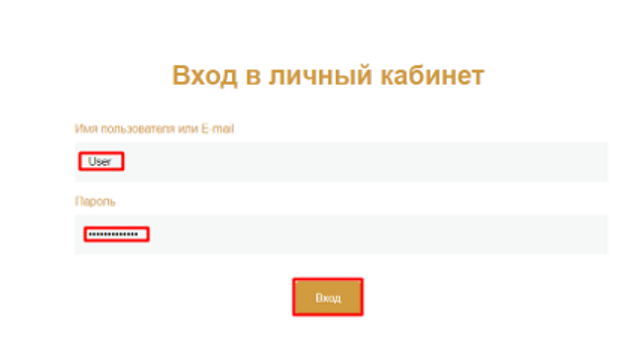 Вход в личный кабинет
Имя пользователя или E-mail
User
Пароль
•••••••••••••
Вход